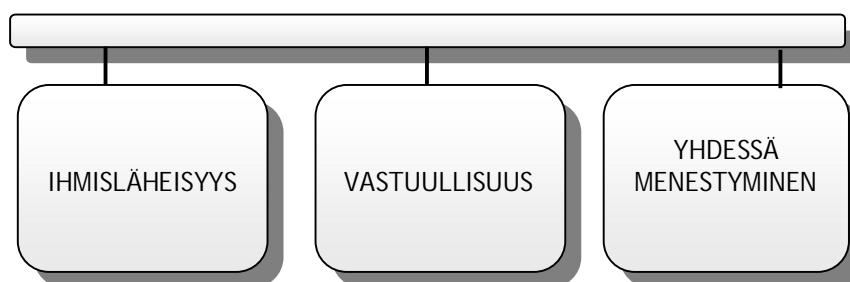 IHMISLÄHEISYYS
VASTUULLISUUS
YHDESSÄ
MENESTYMINEN